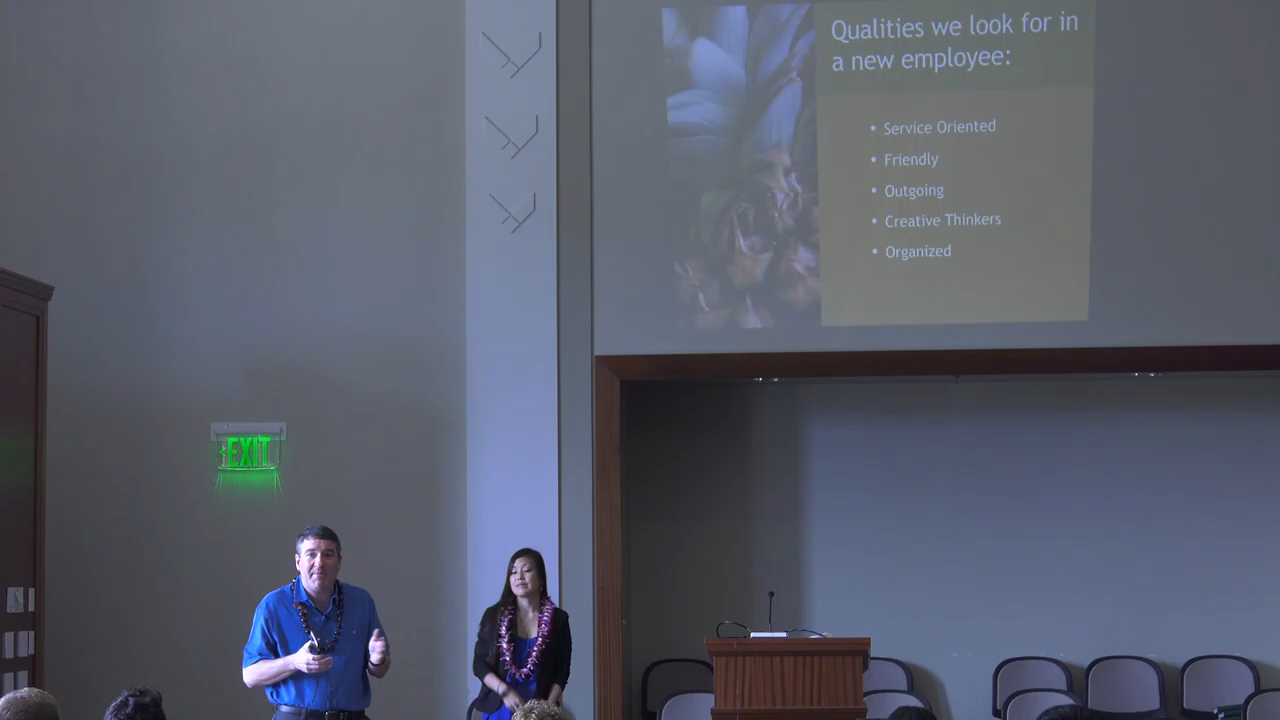 Qualities we look for in
a new employee:
• Service Oriented
• Friendly
• Outgoing
• Creative Thinkers
• Organized
EXIT